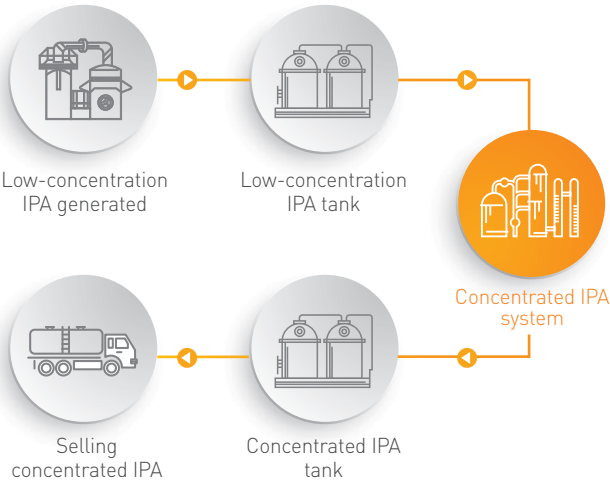 Low-concentration
IPA generated
Low-concentration
IPA tank
Concentrated IPA
system
Selling
concentrated IPA
Concentrated IPA
tank